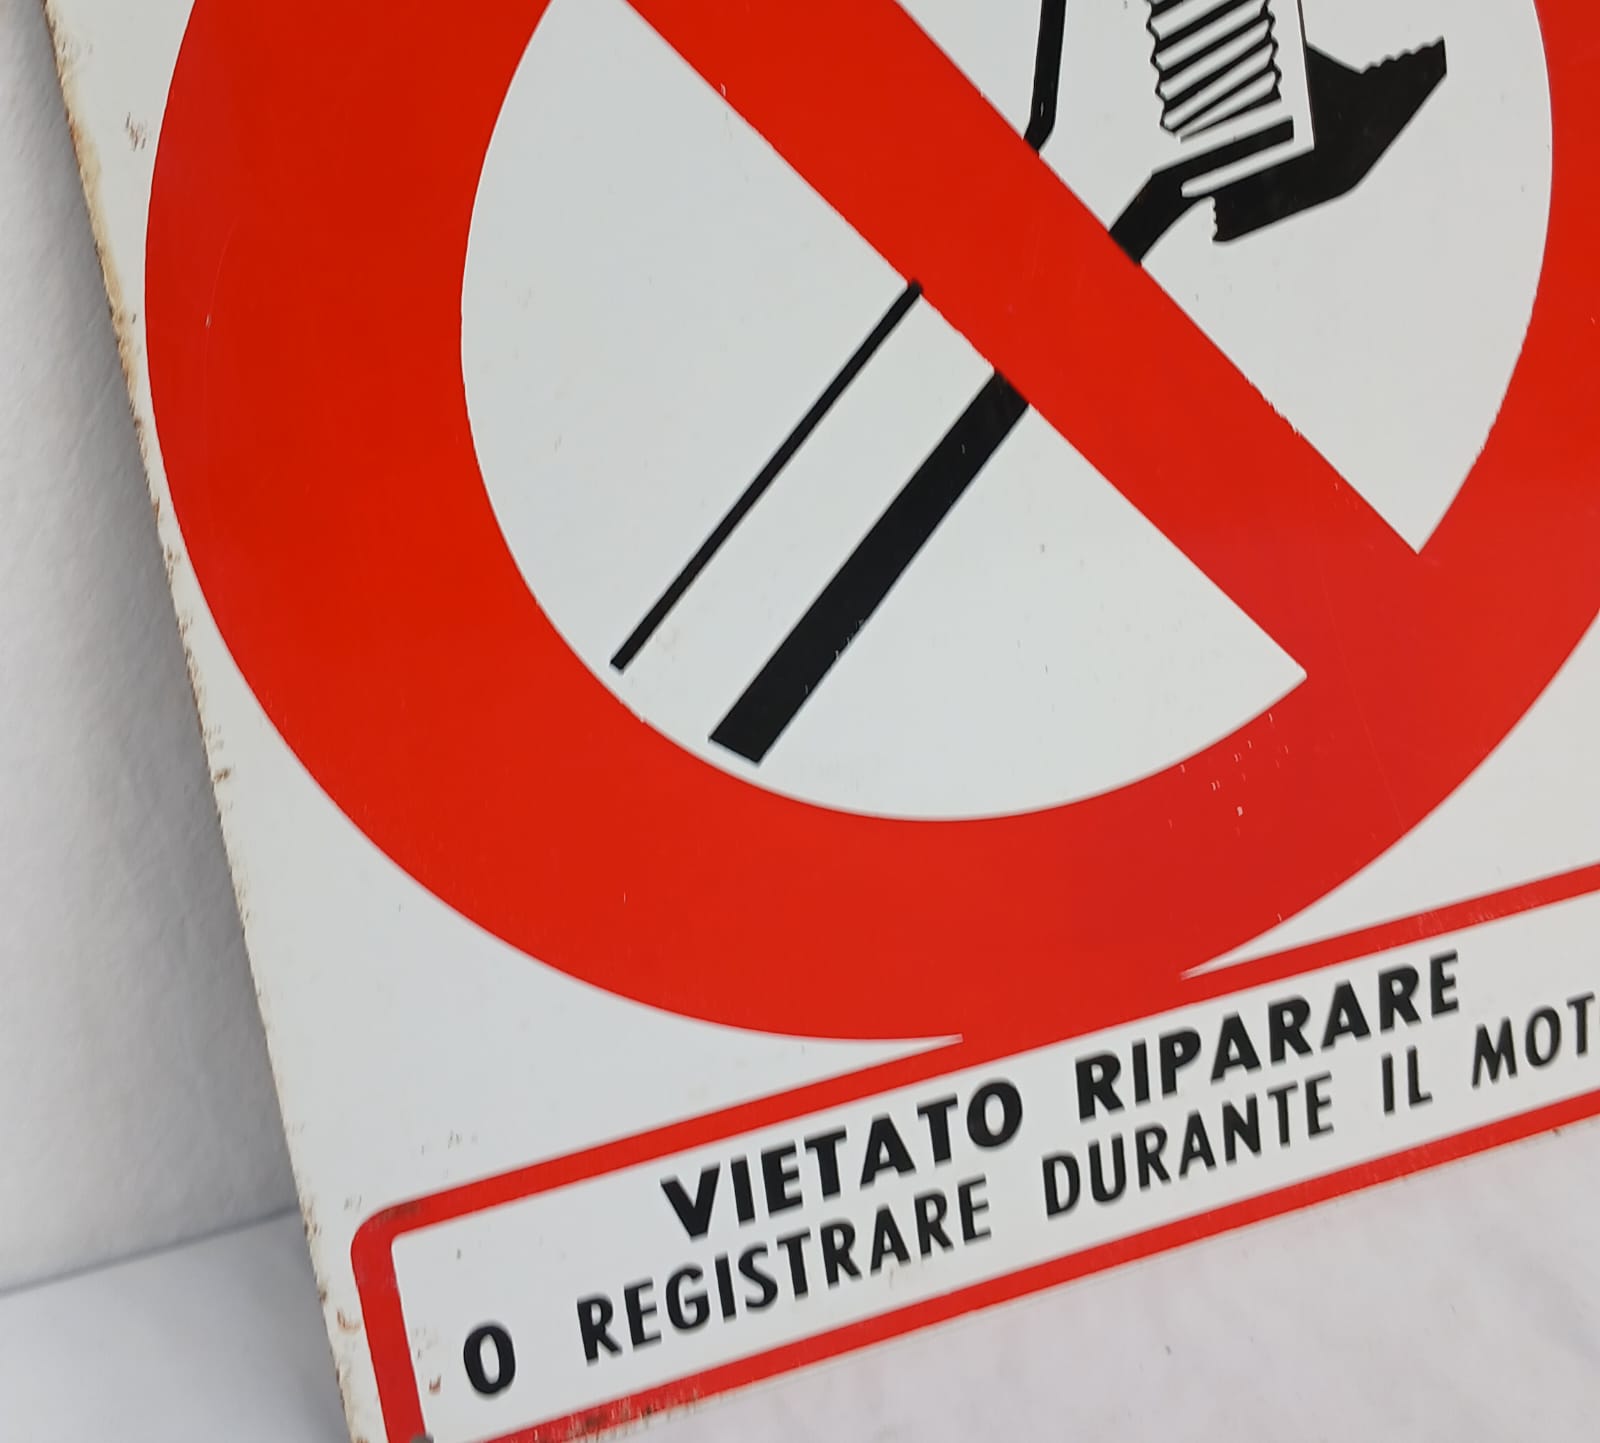 VIETATO RIPARARE
O REGISTRARE DURANTE IL